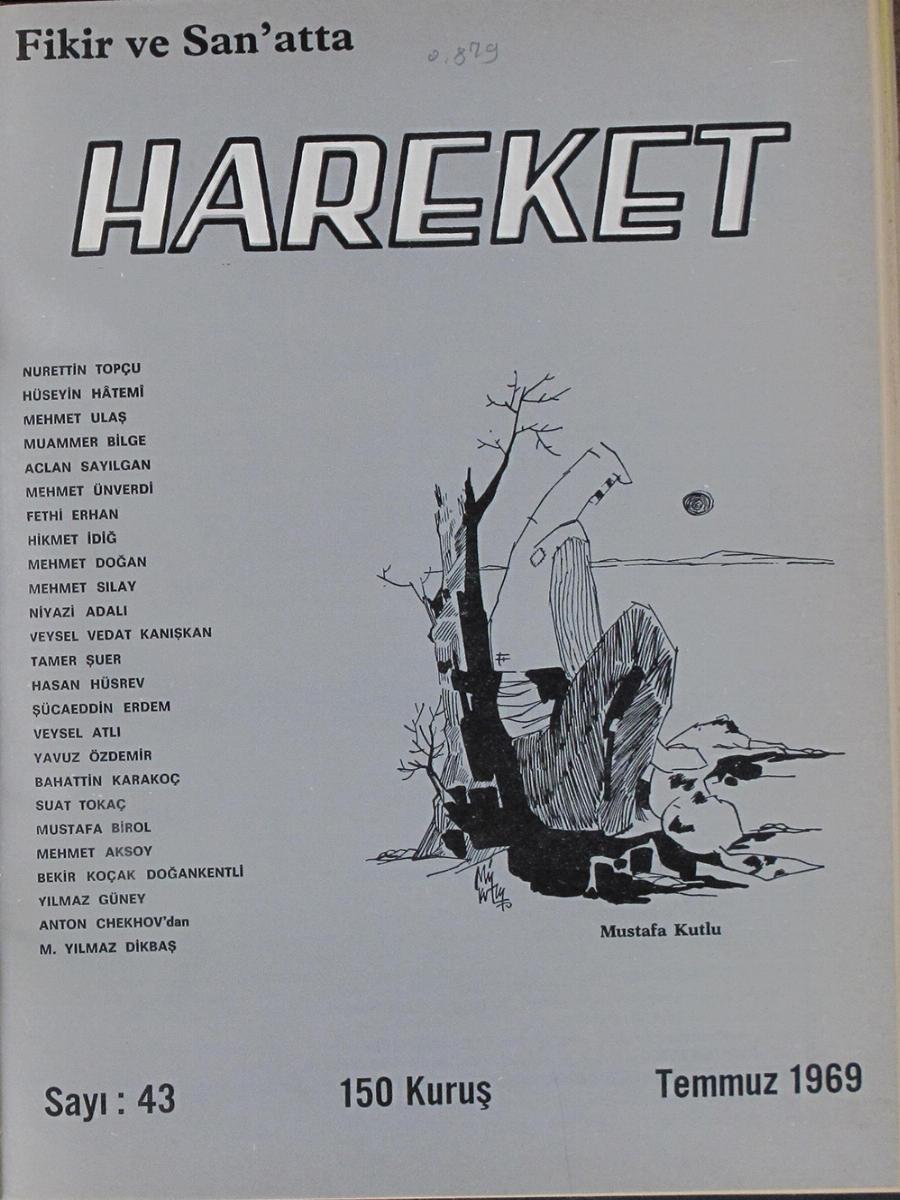 Fikir ve San'atta
0.879
HAREKET
NURETTİN TOPÇU
HÜSEYİN HÂTEMÎ
MEHMET ULAŞ
MUAMMER BİLGE
ACLAN SAYILGAN
MEHMET ÜNVERDİ
FETHİ ERHAN
HİKMET İDİĞ
MEHMET DOĞAN
MEHMET SILAY
NİYAZİ ADALI
VEYSEL VEDAT KANIŞKAN
TAMER ŞUER
HASAN HÜSREV
ŞÜCAEDDİN ERDEM
VEYSEL ATLI
YAVUZ ÖZDEMİR
BAHATTİN KARAKOÇ
SUAT TOKAÇ
MUSTAFA BİROL
MEHMET AKSOY
BEKİR KOÇAK DOĞANKENTLİ
YILMAZ GÜNEY
ANTON CHEKHOV'dan
M. YILMAZ DİKBAŞ
Mustafa Kutlu
Sayı : 43
150 Kuruş
Temmuz 1969